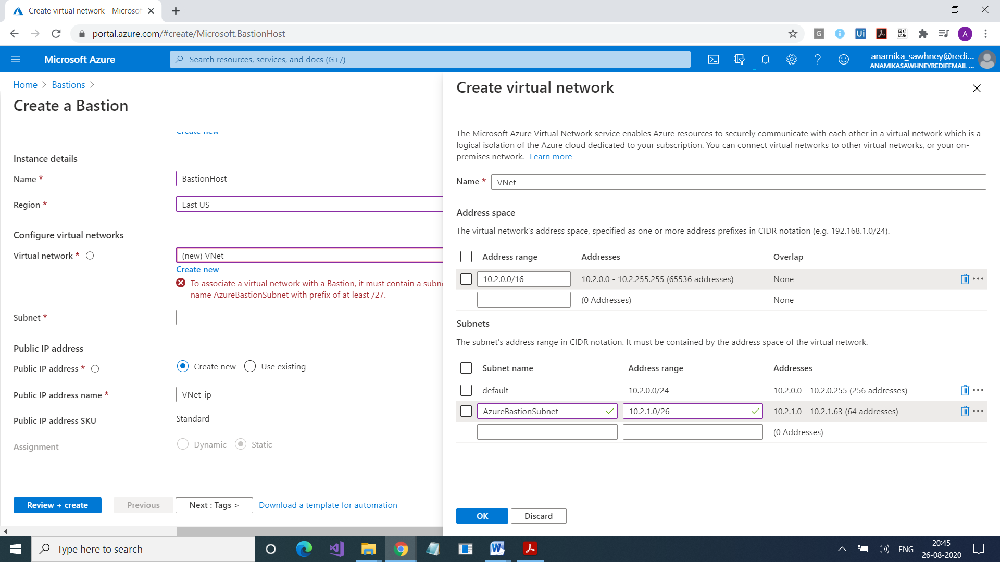 Create virtual network - Microsof
portal.azure.com/#create/Microsoft.BastionHost
G
i
Ui
A
Microsoft Azure
Search resources, services, and docs (G+/)
anamika_sawhney@redi...
ANAMIKASAWHNEYREDIFFMAIL ...
Home > Bastions >
Create a Bastion
Create new
Instance details
Name *
BastionHost
Region *
East US
Configure virtual networks
Virtual network *
(new) VNet
Create new
To associate a virtual network with a Bastion, it must contain a subne
name AzureBastionSubnet with prefix of at least /27.
Subnet *
Public IP address
Public IP address *
Create new
Use existing
Public IP address name *
VNet-ip
Public IP address SKU
Standard
Assignment
Dynamic
Static
Review + create
Previous
Next : Tags >
Download a template for automation
Create virtual network
The Microsoft Azure Virtual Network service enables Azure resources to securely communicate with each other in a virtual network which is a
logical isolation of the Azure cloud dedicated to your subscription. You can connect virtual networks to other virtual networks, or your on-
premises network. Learn more
Name *
VNet
Address space
The virtual network's address space, specified as one or more address prefixes in CIDR notation (e.g. 192.168.1.0/24).
Address range Addresses Overlap
10.2.0.0/16 10.2.0.0 - 10.2.255.255 (65536 addresses) None
(0 Addresses) None
Subnets
The subnet's address range in CIDR notation. It must be contained by the address space of the virtual network.
Subnet name Address range Addresses
default 10.2.0.0/24 10.2.0.0 - 10.2.0.255 (256 addresses)
AzureBastionSubnet 10.2.1.0/26 10.2.1.0 - 10.2.1.63 (64 addresses)
(0 Addresses)
OK
Discard
Type here to search
ENG
20:45
26-08-2020